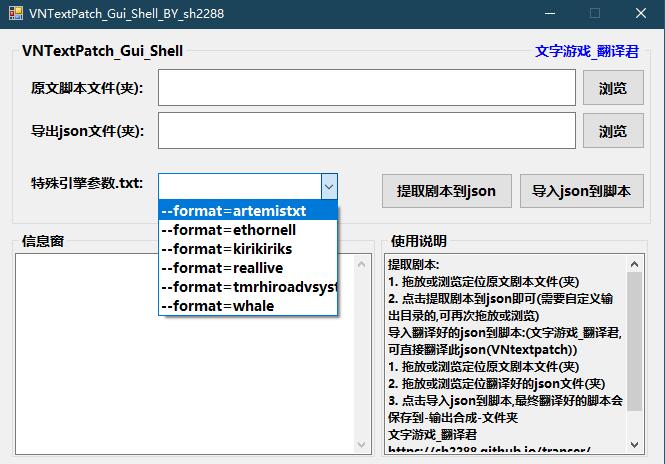 VNTextPatch_Gui_Shell_BY_sh2288
VNTextPatch_Gui_Shell
文字游戏_翻译君
原文脚本文件(夹):
浏览
导出json文件(夹):
浏览
特殊引擎参数.txt:
提取剧本到json
导入json到脚本
--format=artemistxt
--format=ethornell
--format=kirikiriks
--format=reallive
--format=tmrhiroadvsyst
--format=whale
信息窗
使用说明
提取剧本:
1. 拖放或浏览定位原文剧本文件(夹)
2. 点击提取剧本到json即可(需要自定义输
出目录的,可再次拖放或浏览)
导入翻译好的json到脚本:(文字游戏_翻译君,
可直接翻译此json(VNtextpatch))
1. 拖放或浏览定位原文剧本文件(夹)
2. 拖放或浏览定位翻译好的json文件(夹)
3. 点击导入json到脚本,最终翻译好的脚本会
保存到-输出合成-文件夹
文字游戏_翻译君
https://sh2288.github.io/transer/